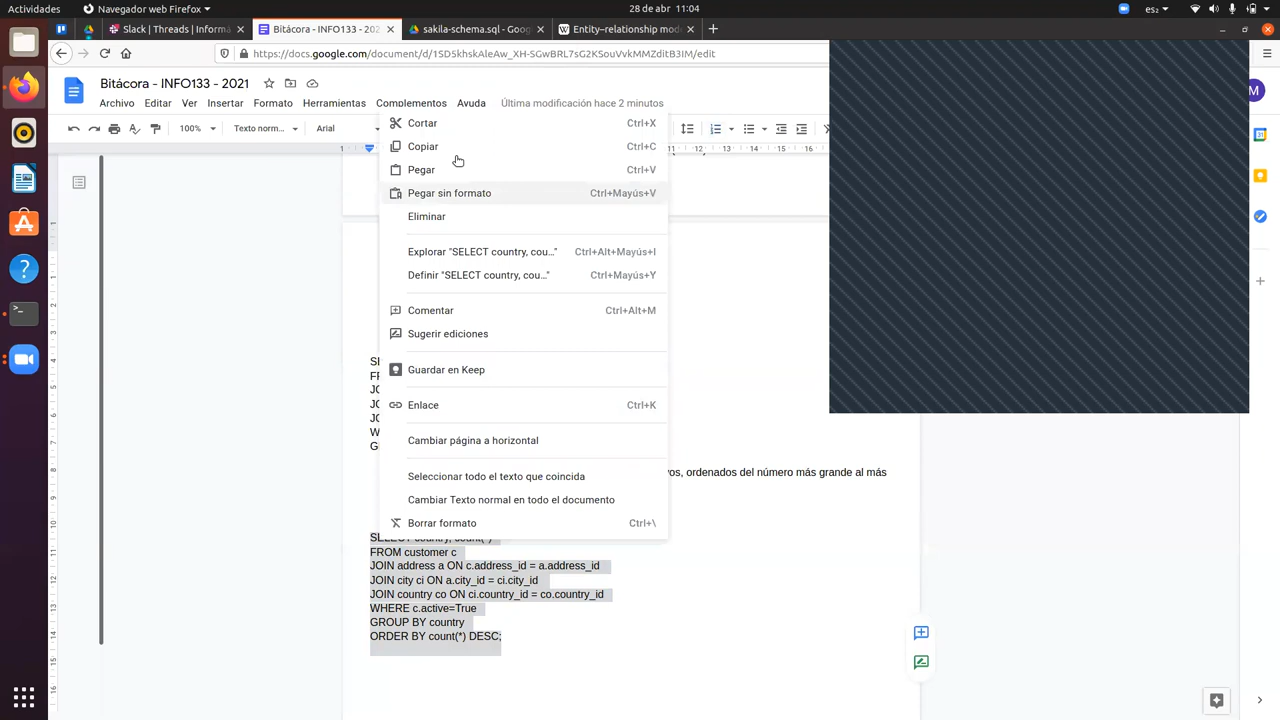 Actividades
Navegador web Firefox
28 de abr 11:04
es₂
Slack | Threads | Informá
Bitácora - INFO133 - 202
sakila-schema.sql - Goog
Entity–relationship mode
https://docs.google.com/document/d/1SD5khskAleAw_XH-SGwBRL7sG2KSouVvkMMZditB3IM/edit
Bitácora - INFO133 - 2021
Archivo Editar Ver Insertar Formato Herramientas Complementos Ayuda Última modificación hace 2 minutos
100% Texto norm... Arial
Cortar Ctrl+X
Copiar Ctrl+C
Pegar Ctrl+V
Pegar sin formato Ctrl+Mayús+V
Eliminar
Explorar "SELECT country, cou..." Ctrl+Alt+Mayús+I
Definir "SELECT country, cou..." Ctrl+Mayús+Y
Comentar Ctrl+Alt+M
Sugerir ediciones
Guardar en Keep
Enlace Ctrl+K
Cambiar página a horizontal
vos, ordenados del número más grande al más
Seleccionar todo el texto que coincida
Cambiar Texto normal en todo el documento
Borrar formato Ctrl+\
SELECT country, count(*)
FROM customer c
JOIN address a ON c.address_id = a.address_id
JOIN city ci ON a.city_id = ci.city_id
JOIN country co ON ci.country_id = co.country_id
WHERE c.active=True
GROUP BY country
ORDER BY count(*) DESC;